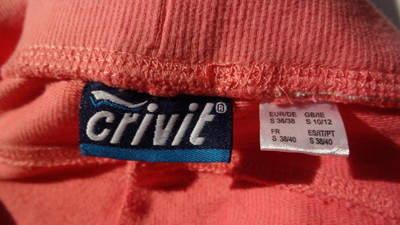 crivit®
EUR/DE GB/IE
S 36/38 S 10/12
FR ES/IT/PT
S 38/40 S 38/40